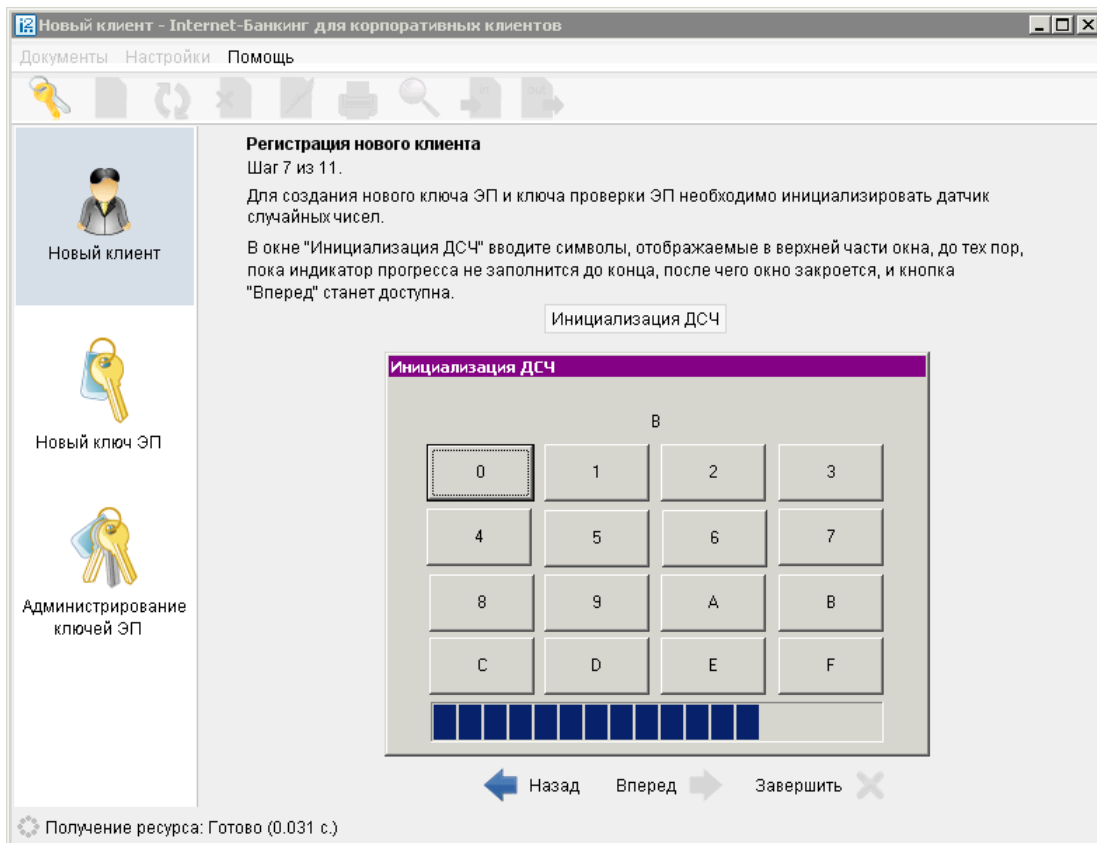 Новый клиент - Internet-Банкинг для корпоративных клиентов
Документы Настройки Помощь
in out
Регистрация нового клиента
Шаг 7 из 11.
Для создания нового ключа ЭП и ключа проверки ЭП необходимо инициализировать датчик
случайных чисел.
В окне "Инициализация ДСЧ" вводите символы, отображаемые в верхней части окна, до тех пор,
пока индикатор прогресса не заполнится до конца, после чего окно закроется, и кнопка
"Вперед" станет доступна.
Инициализация ДСЧ
Новый клиент
Новый ключ ЭП
Администрирование
ключей ЭП
Инициализация ДСЧ
B
0 1 2 3
4 5 6 7
8 9 A B
C D E F
Назад Вперед Завершить
Получение ресурса: Готово (0.031 с.)